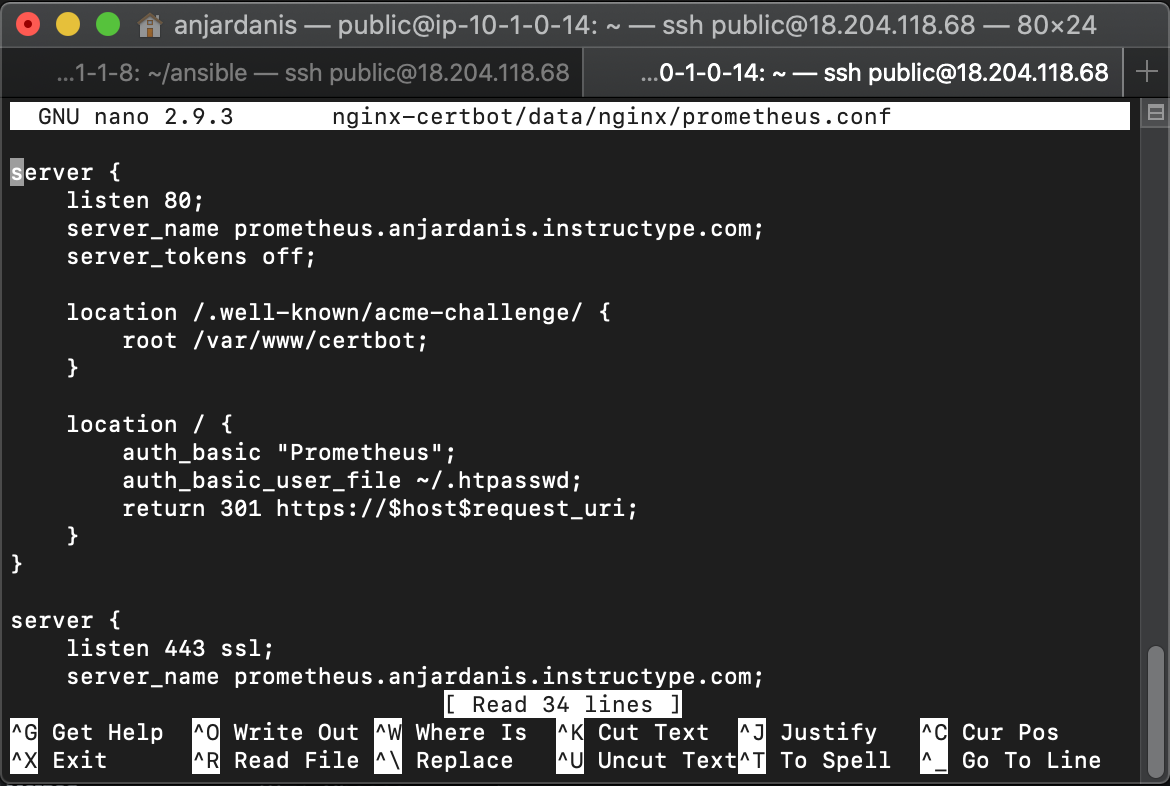 anjardanis — public@ip-10-1-0-14: ~ — ssh public@18.204.118.68 — 80×24
...1-1-8: ~/ansible — ssh public@18.204.118.68 ...0-1-0-14: ~ — ssh public@18.204.118.68 +
GNU nano 2.9.3 nginx-certbot/data/nginx/prometheus.conf
server {
    listen 80;
    server_name prometheus.anjardanis.instructype.com;
    server_tokens off;
    location /.well-known/acme-challenge/ {
        root /var/www/certbot;
    }
    location / {
        auth_basic "Prometheus";
        auth_basic_user_file ~/.htpasswd;
        return 301 https://$host$request_uri;
    }
}
server {
    listen 443 ssl;
    server_name prometheus.anjardanis.instructype.com;
[ Read 34 lines ]
^G Get Help ^O Write Out ^W Where Is ^K Cut Text ^J Justify ^C Cur Pos
^X Exit ^R Read File ^\ Replace ^U Uncut Text ^T To Spell ^_ Go To Line